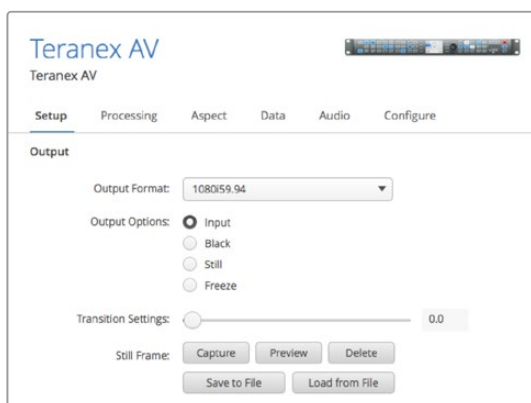 Teranex AV
Teranex AV
Setup Processing Aspect Data Audio Configure
Output
Output Format: 1080i59.94
Output Options: Input
Black
Still
Freeze
Transition Settings: 0.0
Still Frame: Capture Preview Delete
Save to File Load from File